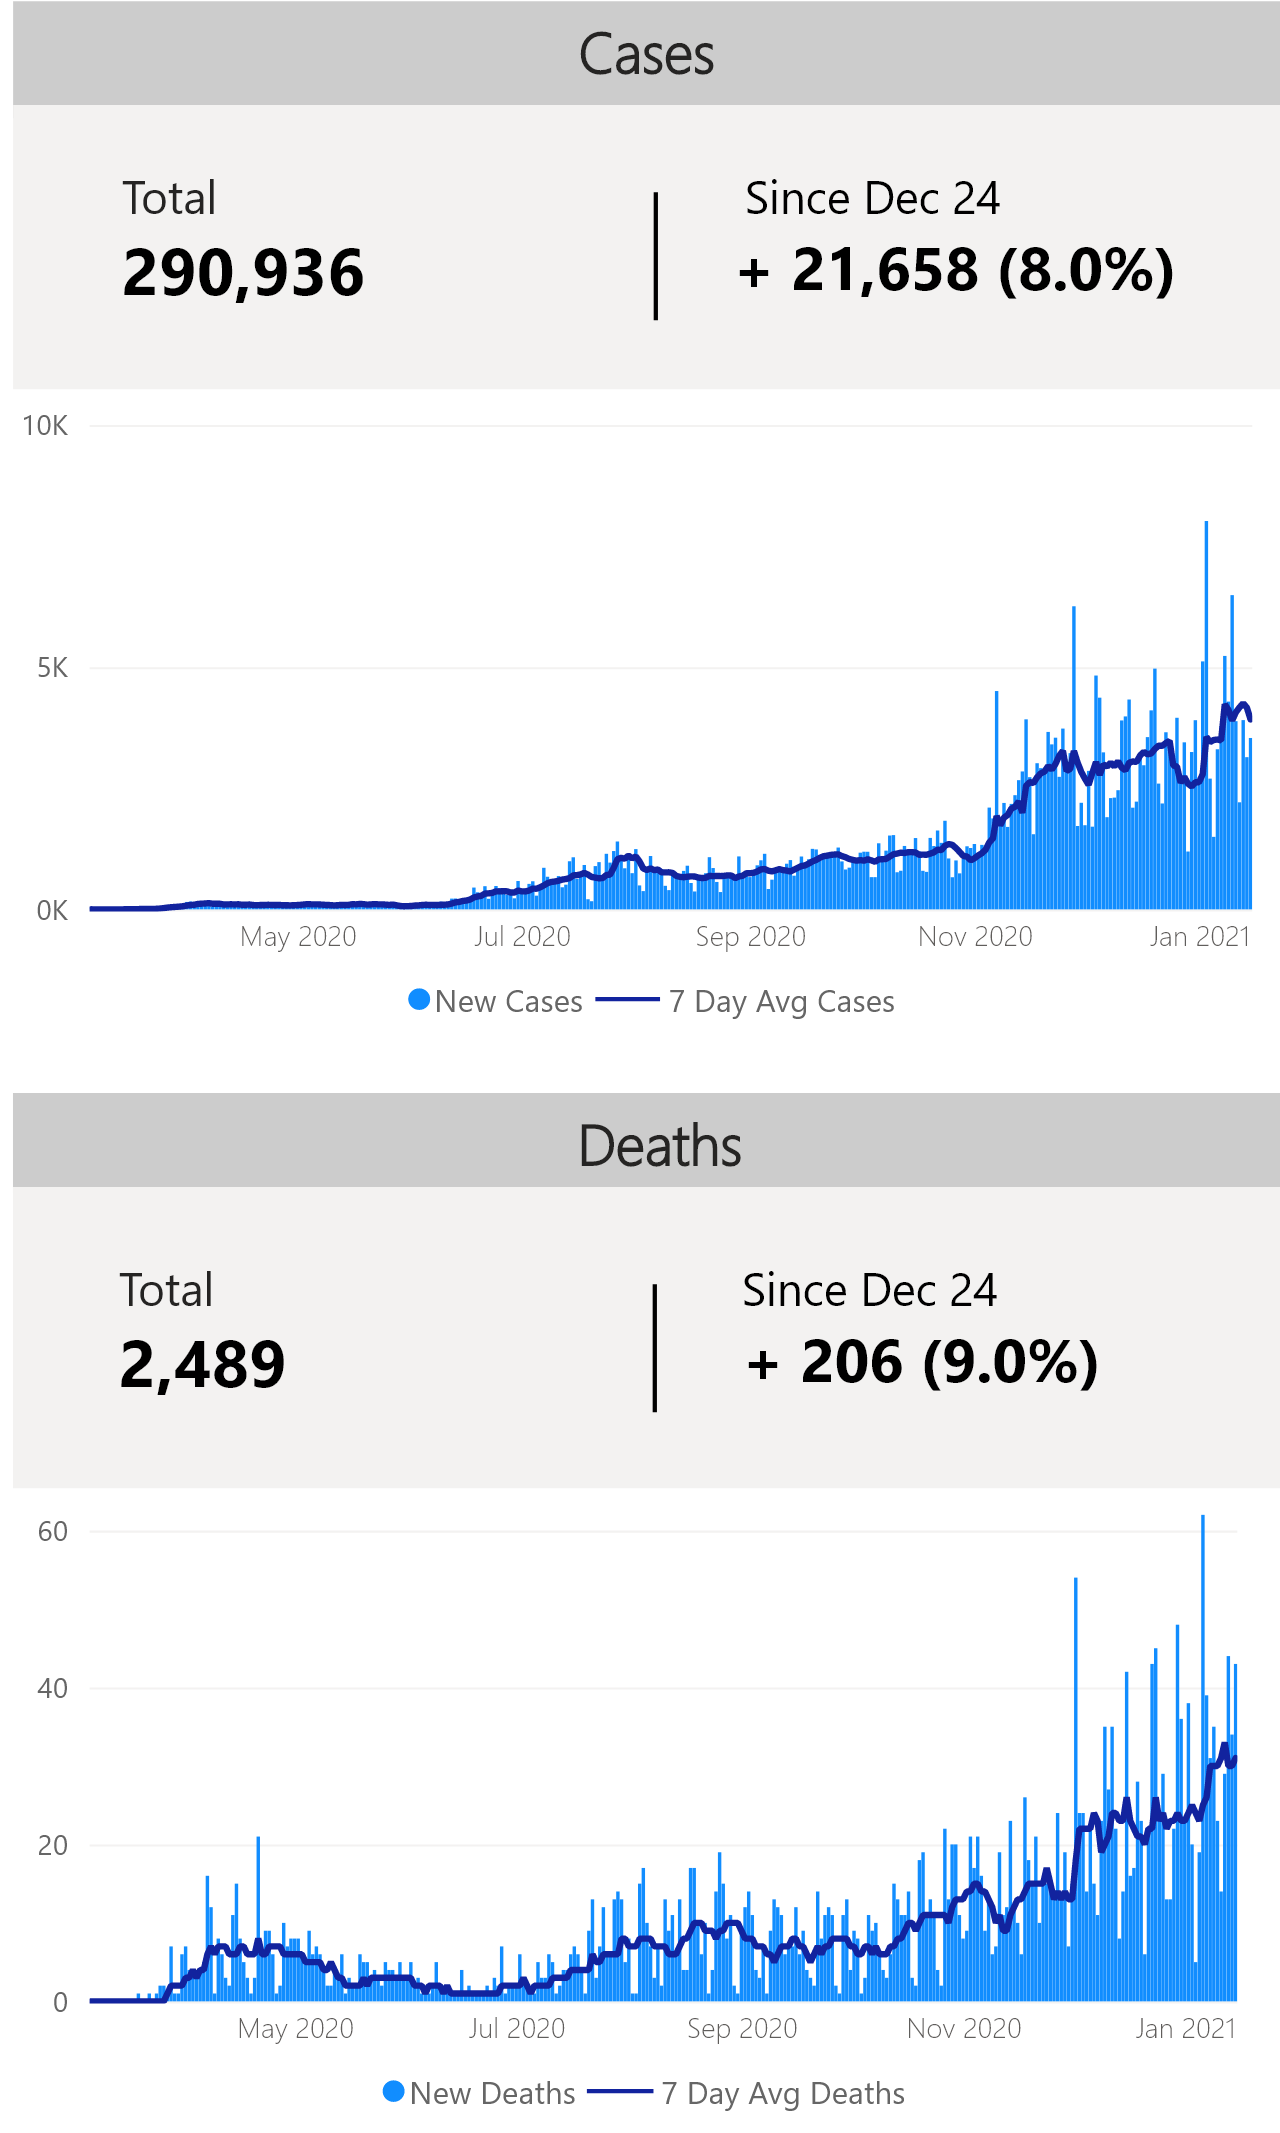 Cases
Total
Since Dec 24
290,936
+ 21,658 (8.0%)
10K
5K
0K
May 2020
Jul 2020
Sep 2020
Nov 2020
Jan 2021
New Cases
7 Day Avg Cases
Deaths
Total
Since Dec 24
2,489
+ 206 (9.0%)
60
40
20
0
May 2020
Jul 2020
Sep 2020
Nov 2020
Jan 2021
New Deaths
7 Day Avg Deaths